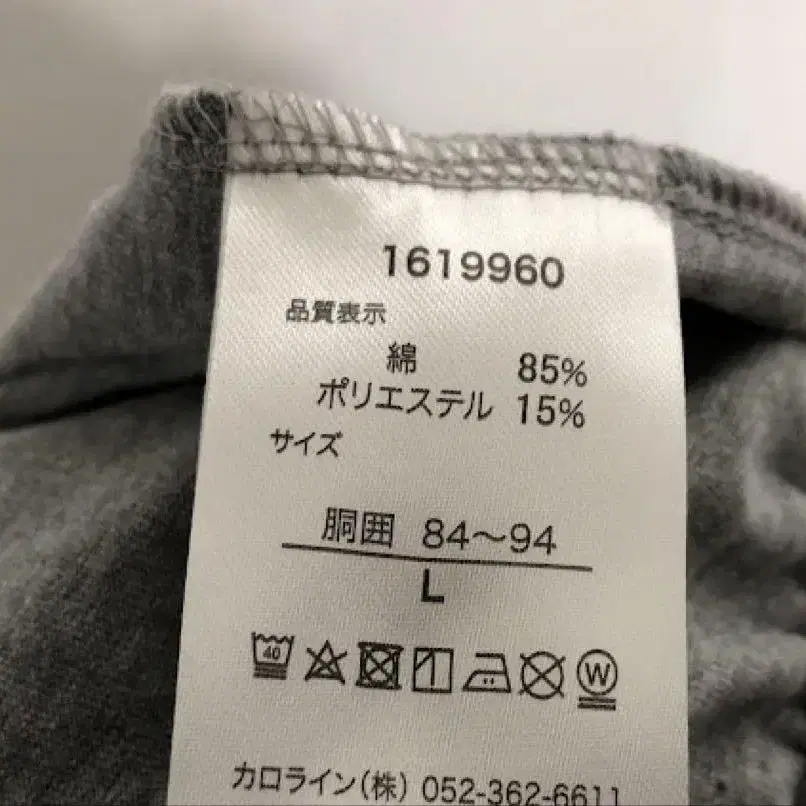 1619960
品質表示
綿 85%
ポリエステル 15%
サイズ
胴囲 84～94
L
40 W
カロライン(株) 052-362-6611